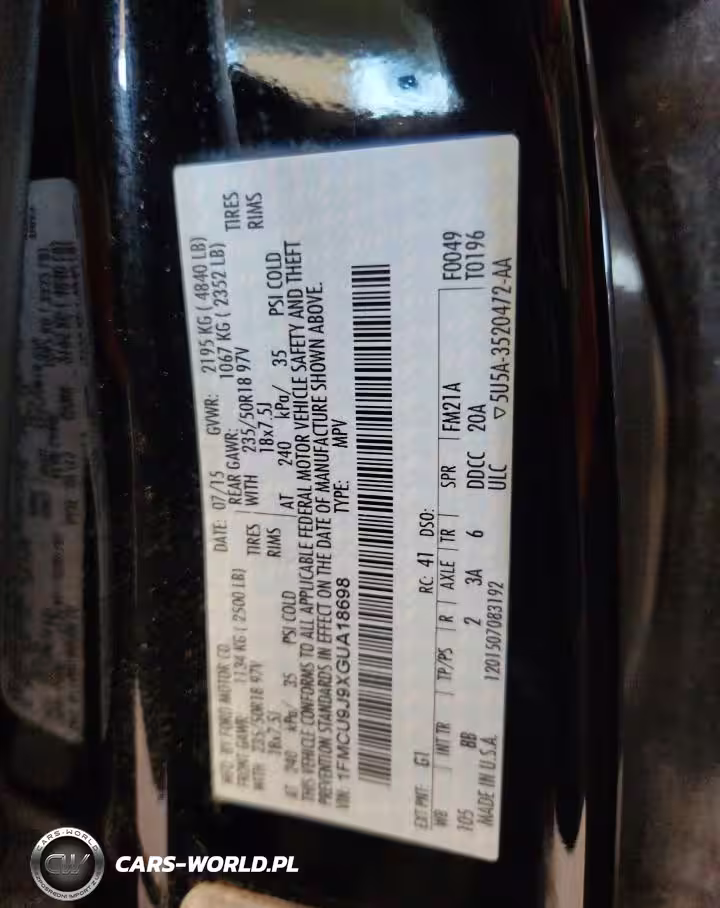 MFD. BY FORD MOTOR CO.
DATE: 07/15 GVWR: 2195 KG ( 4840 LB)
FRONT GAWR: 1134 KG ( 2500 LB) REAR GAWR: 1067 KG ( 2352 LB)
WITH 235/50R18 97V TIRES WITH 235/50R18 97V TIRES
18x7.5J RIMS 18x7.5J RIMS
AT 240 kPa/ 35 PSI COLD AT 240 kPa/ 35 PSI COLD
THIS VEHICLE CONFORMS TO ALL APPLICABLE FEDERAL MOTOR VEHICLE SAFETY AND THEFT
PREVENTION STANDARDS IN EFFECT ON THE DATE OF MANUFACTURE SHOWN ABOVE.
VIN: 1FMCU9J9XGUA18698 TYPE: MPV
F0049
T0196
EXT PNT: G1 RC: 41 DSO:
WB INT TR TP/PS R AXLE TR SPR FM21A
105 BB 2 3A 6 DDCC 20A
MADE IN U.S.A. 1201507083192 ULC ▽5U5A-3520472-AA
CARS-WORLD
CW
CARS-WORLD.PL